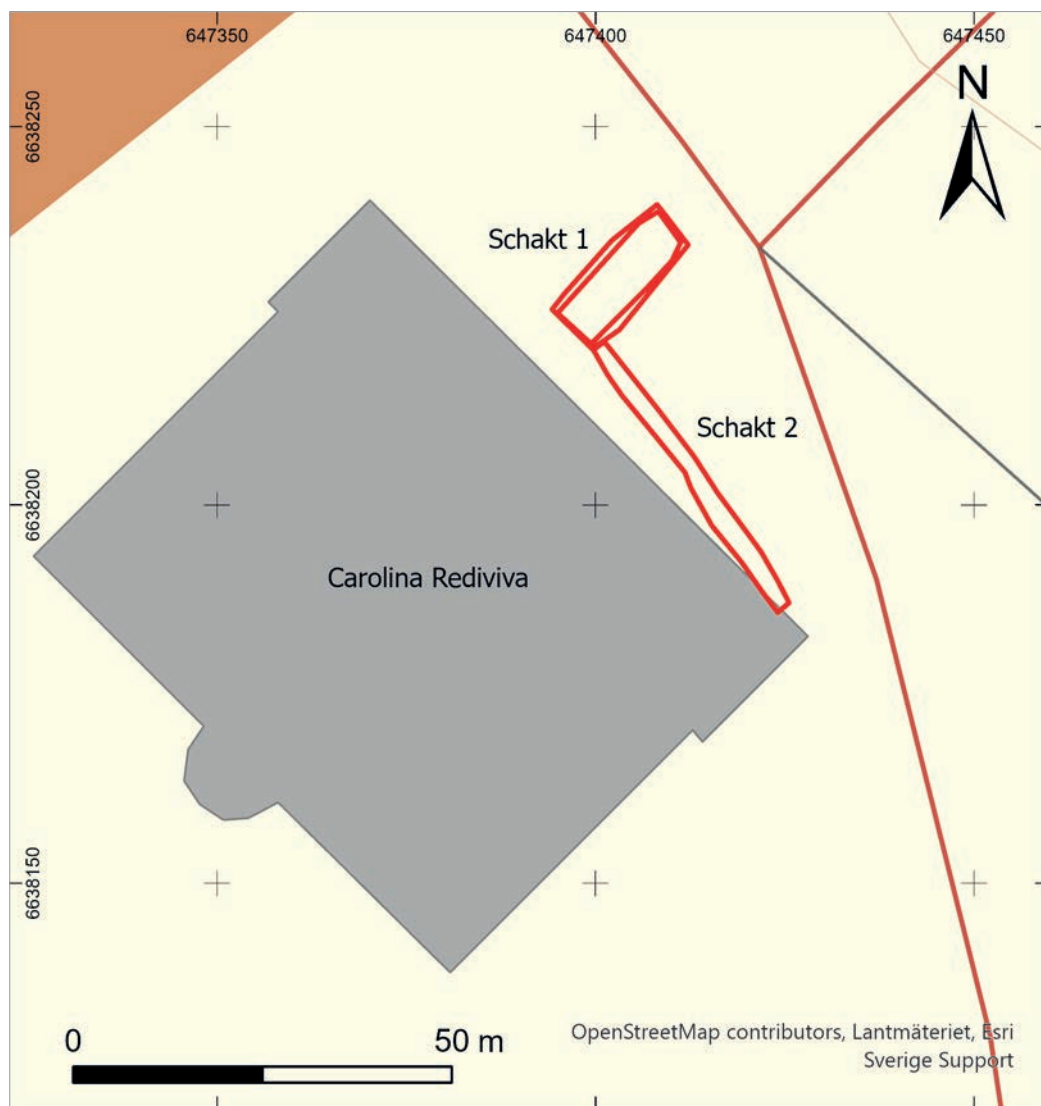 647350
647400
647450
N
6638250
Schakt 1
Schakt 2
6638200
Carolina Rediviva
6638150
0
50 m
OpenStreetMap contributors, Lantmäteriet, Esri
Sverige Support